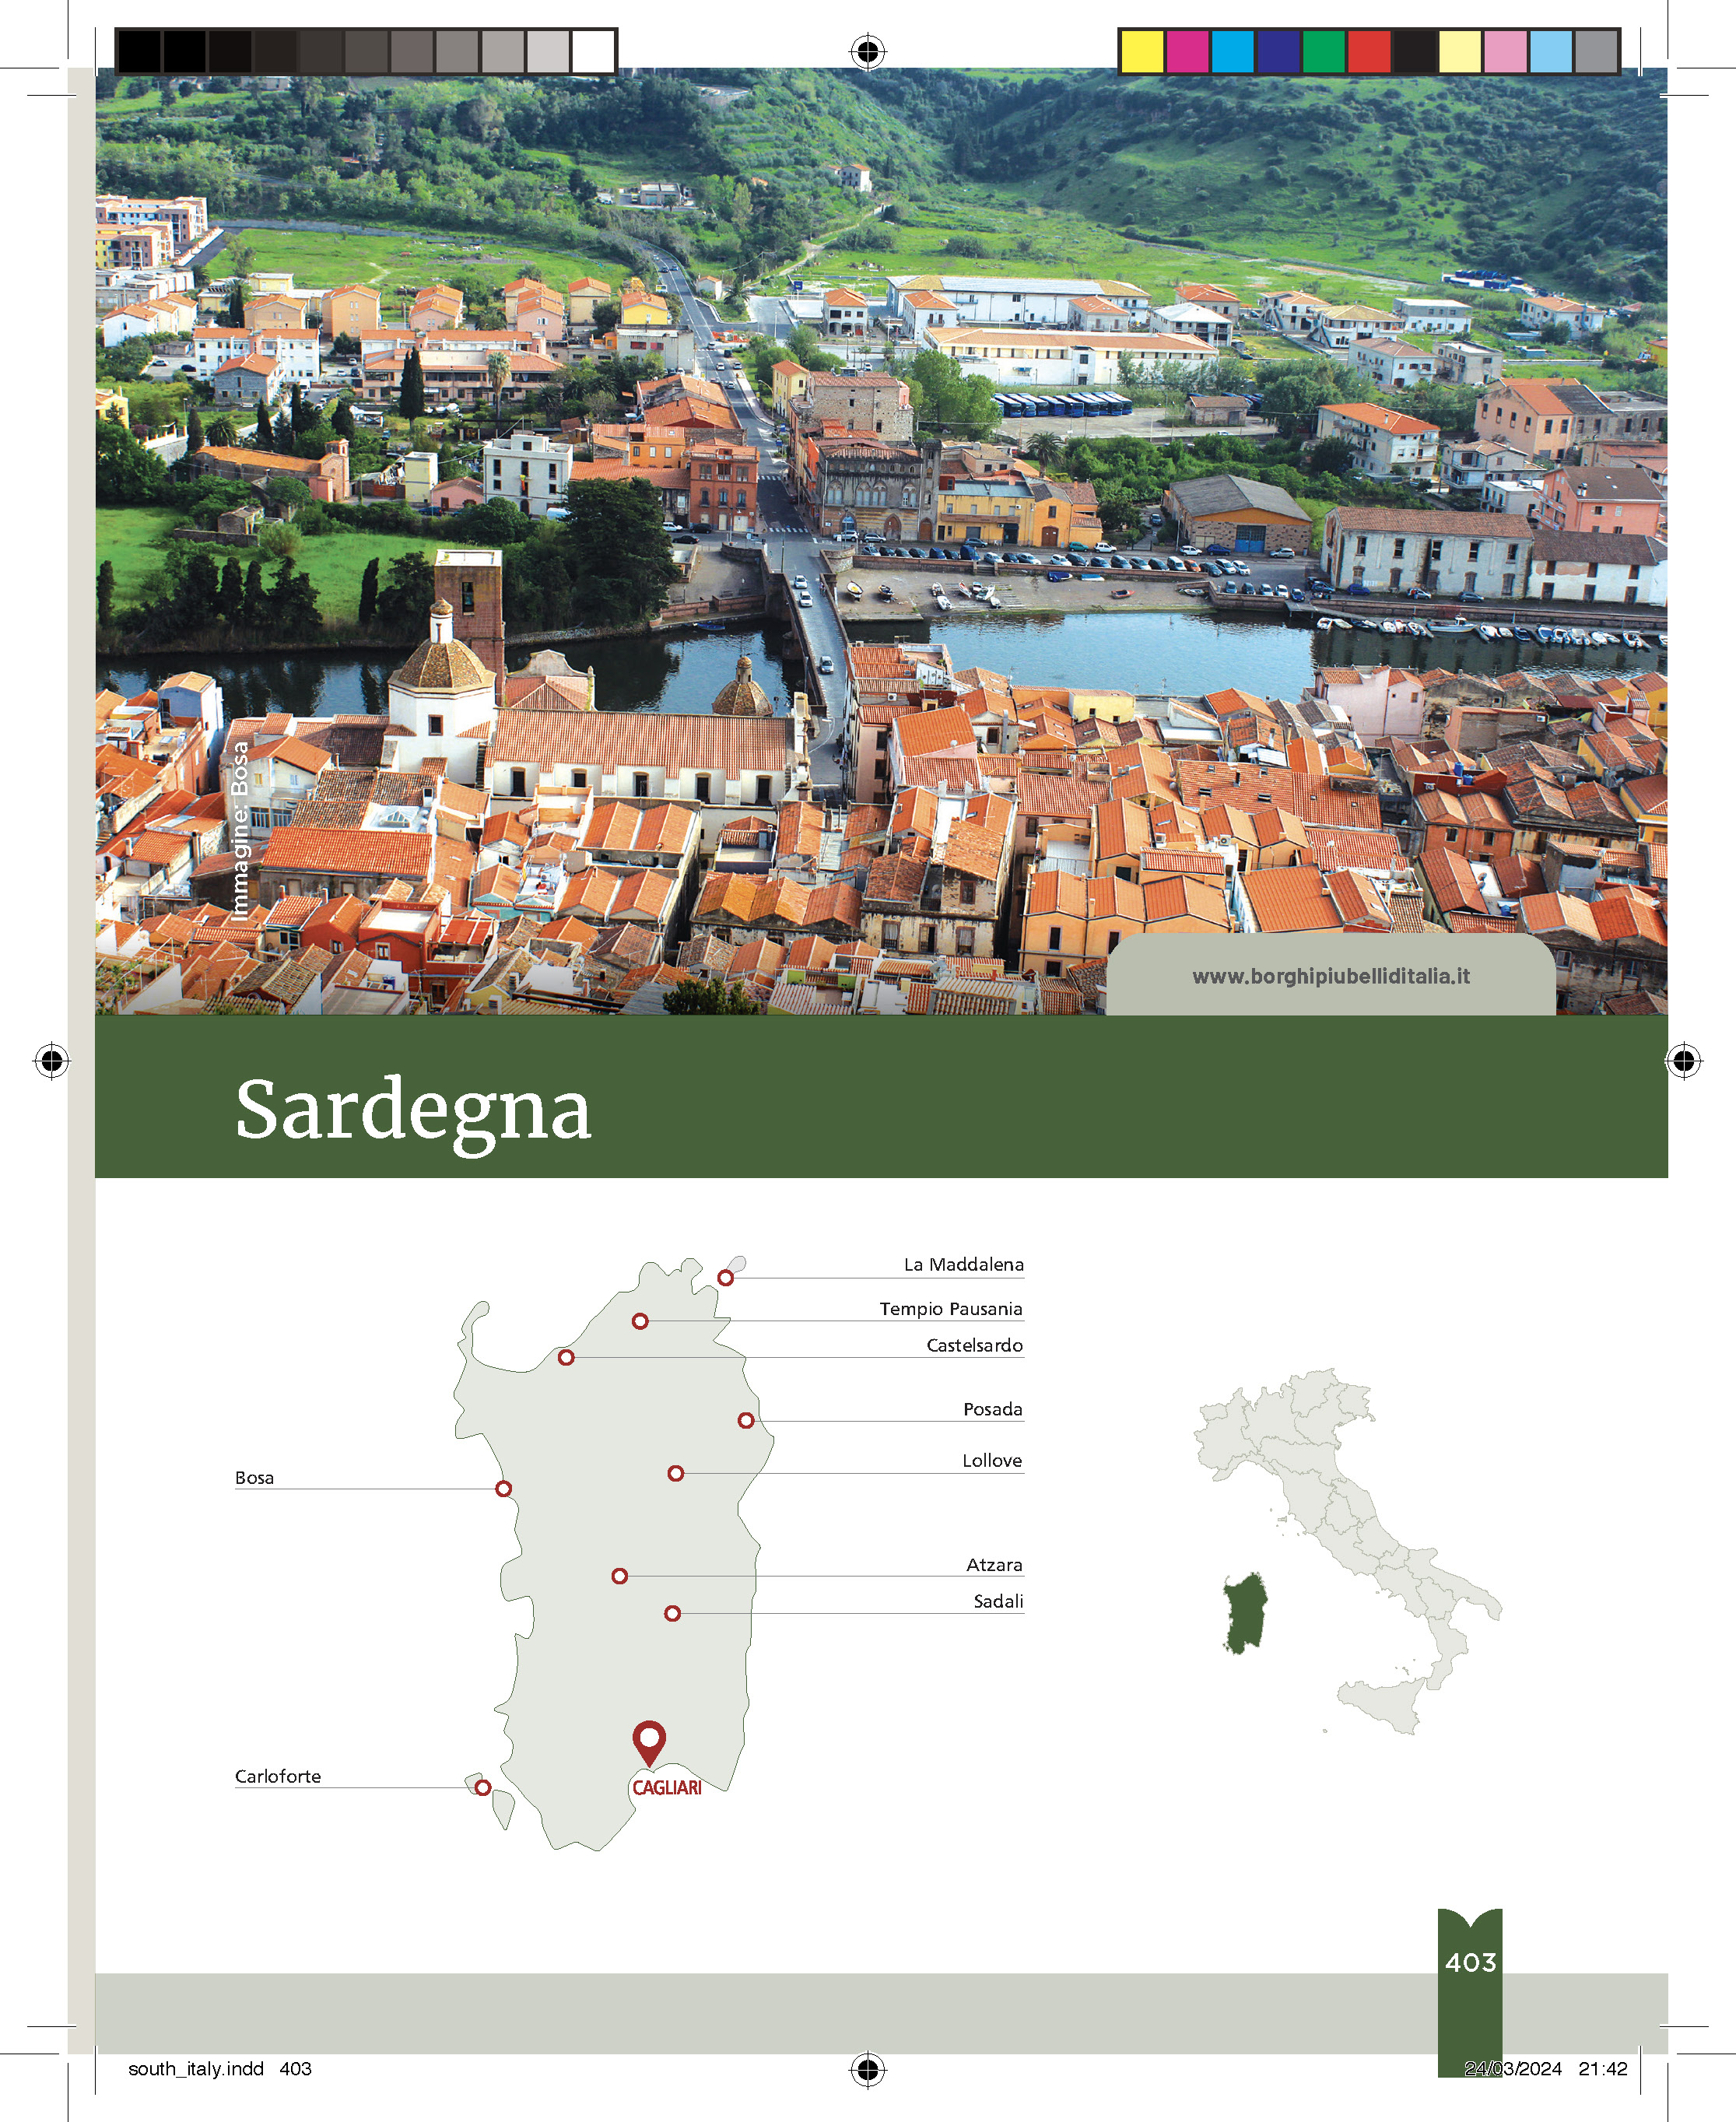 Immagine: Bosa
www.borghipiubelliditalia.it
Sardegna
La Maddalena
Tempio Pausania
Castelsardo
Posada
Lollove
Bosa
Atzara
Sadali
Carloforte
CAGLIARI
403
south_italy.indd 403
24/03/2024 21:42